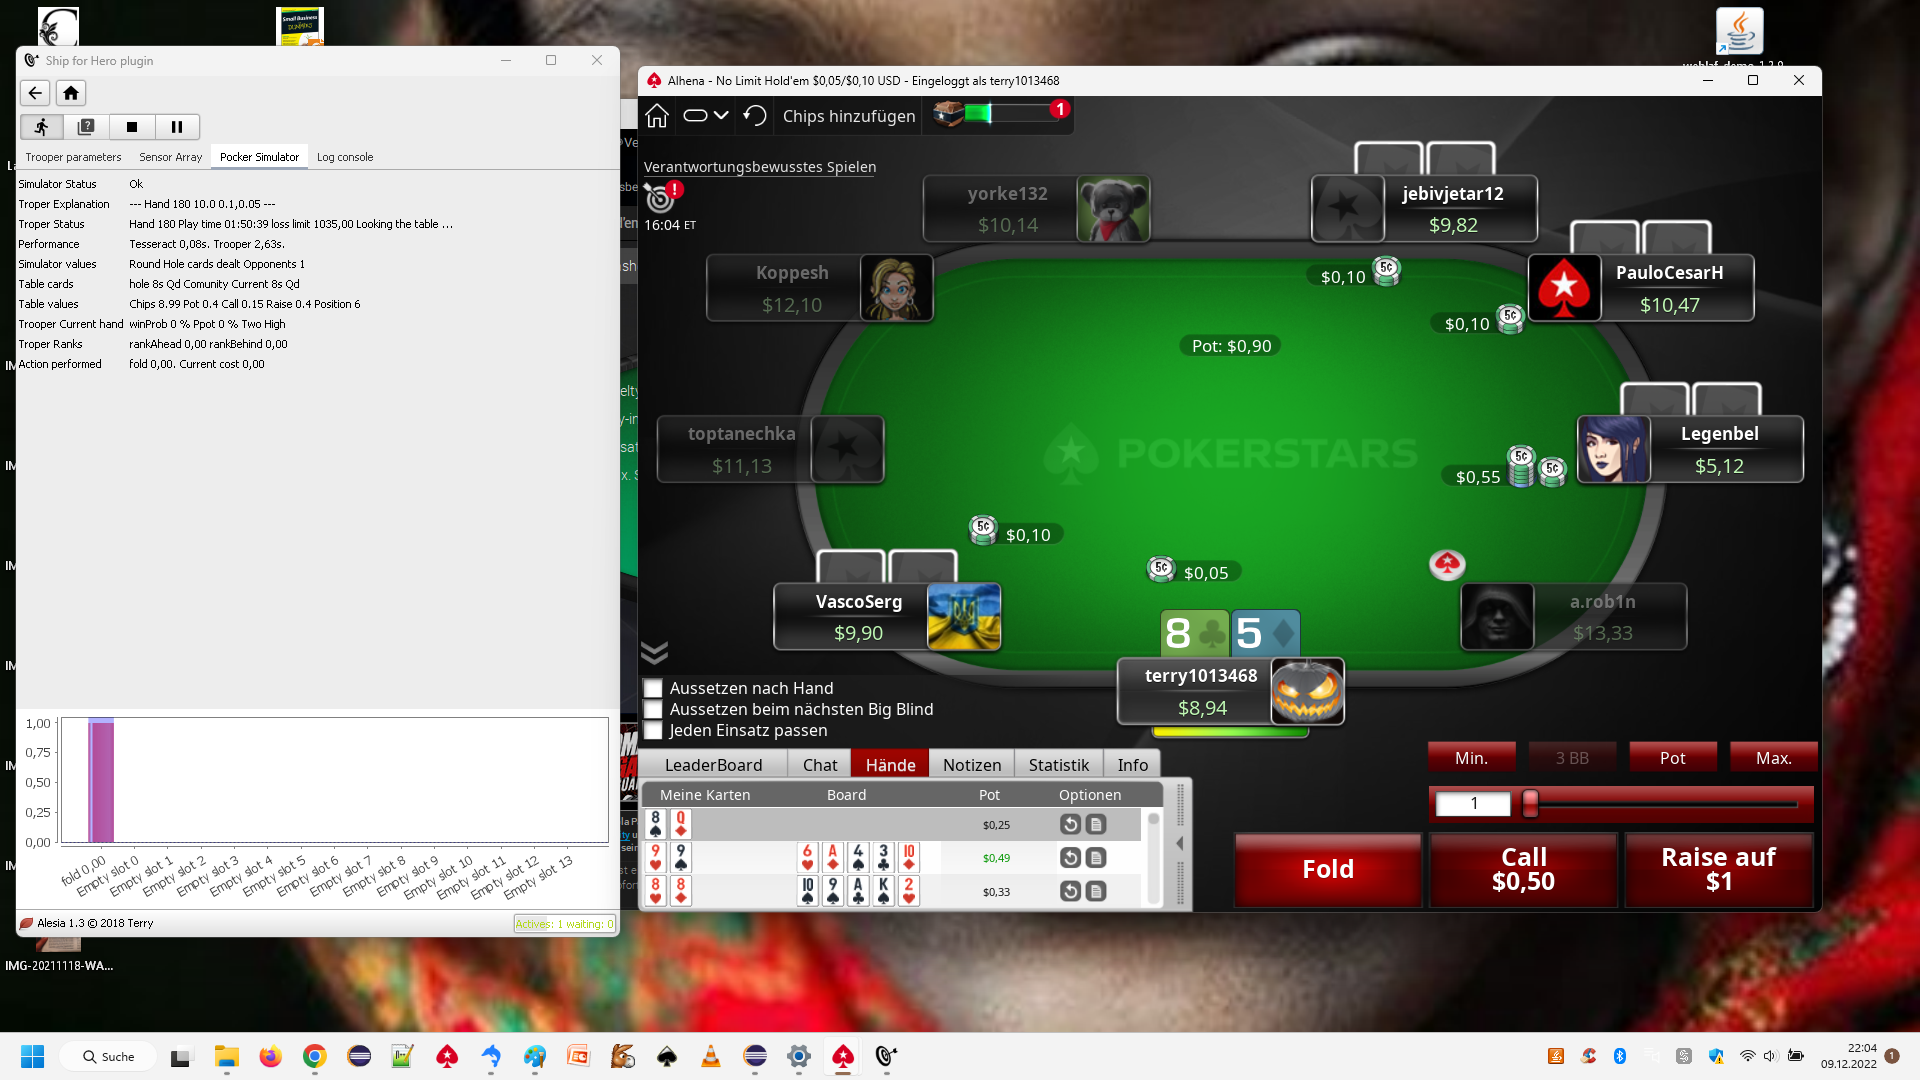 Small Business
DUMMIES
Ship for Hero plugin
Trooper parameters
Sensor Array
Pocker Simulator
Log console
Simulator Status Ok
Troper Explanation --- Hand 180 10.0 0.1,0.05 ---
Troper Status Hand 180 Play time 01:50:39 loss limit 1035,00 Looking the table ...
Performance Tesseract 0,08s. Trooper 2,63s.
Simulator values Round Hole cards dealt Opponents 1
Table cards hole 8s Qd Comunity Current 8s Qd
Table values Chips 8.99 Pot 0.4 Call 0.15 Raise 0.4 Position 6
Trooper Current hand winProb 0 % Ppot 0 % Two High
Troper Ranks rankAhead 0,00 rankBehind 0,00
Action performed fold 0,00. Current cost 0,00
1,00
0,75
0,50
0,25
0,00
fold 0,00
Empty slot 0
Empty slot 1
Empty slot 2
Empty slot 3
Empty slot 4
Empty slot 5
Empty slot 6
Empty slot 7
Empty slot 8
Empty slot 9
Empty slot 10
Empty slot 11
Empty slot 12
Empty slot 13
Alesia 1.3 © 2018 Terry
Actives: 1 waiting: 0
IMG-20211118-WA...
Alhena - No Limit Hold'em $0,05/$0,10 USD - Eingeloggt als terry1013468
Chips hinzufügen
1
Verantwortungsbewusstes Spielen
!
16:04 ET
yorke132
$10,14
jebivjetar12
$9,82
Koppesh
$12,10
$0,10
5¢
PauloCesarH
$10,47
$0,10
5¢
Pot: $0,90
toptanechka
$11,13
POKERSTARS
Legenbel
$5,12
$0,55
5¢
5¢
5¢
$0,10
5¢
$0,05
VascoSerg
$9,90
8
5
a.rob1n
$13,33
terry1013468
$8,94
Aussetzen nach Hand
Aussetzen beim nächsten Big Blind
Jeden Einsatz passen
LeaderBoard
Chat
Hände
Notizen
Statistik
Info
Meine Karten
Board
Pot
Optionen
8 Q $0,25
9 9 6 A 4 3 10 $0,49
8 8 10 9 A K 2 $0,33
Min.
3 BB
Pot
Max.
1
Fold
Call
$0,50
Raise auf
$1
Suche
22:04
09.12.2022
1